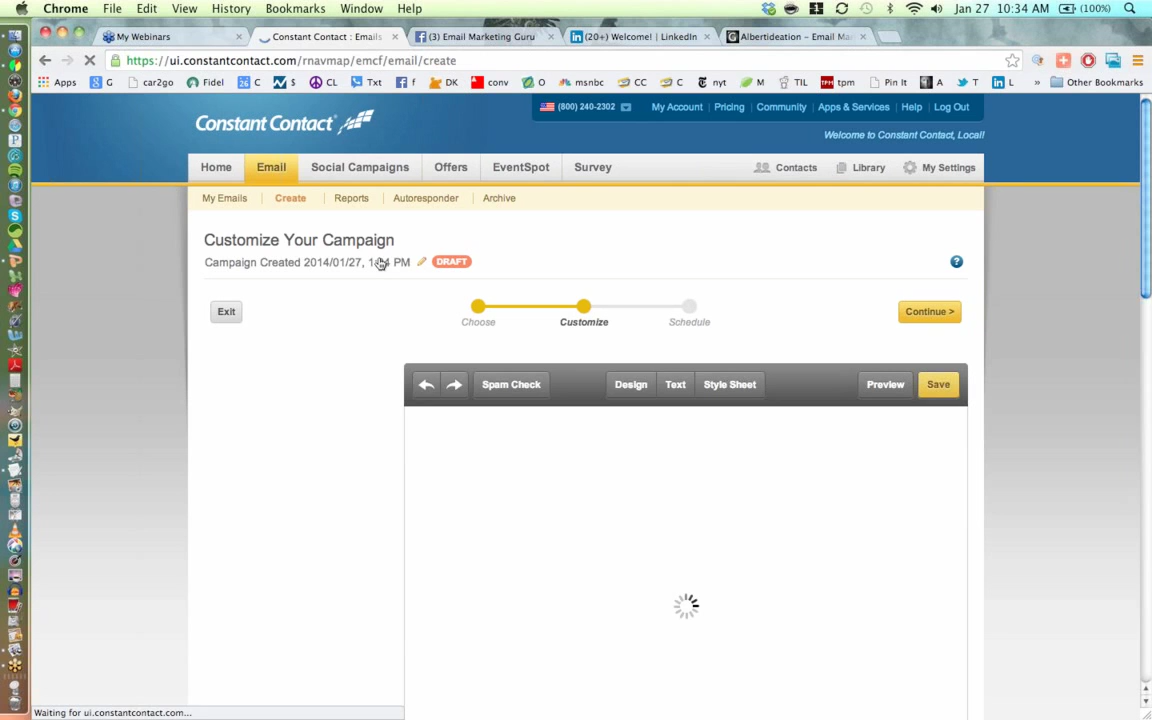 Chrome File Edit View History Bookmarks Window Help Jan 27 10:34 AM (100%)
My Webinars Constant Contact : Emails (3) Email Marketing Guru (20+) Welcome! | LinkedIn Albertideation – Email Ma
https://ui.constantcontact.com/rnavmap/emcf/email/create
Apps G car2go Fidel C S CL Txt f DK conv O msnbc CC C nyt M TIL tpm Pin It A T L » Other Bookmarks
(800) 240-2302 My Account Pricing Community Apps & Services Help Log Out
Constant Contact
Welcome to Constant Contact, Local!
Home Email Social Campaigns Offers EventSpot Survey Contacts Library My Settings
My Emails Create Reports Autoresponder Archive
Customize Your Campaign
Campaign Created 2014/01/27, PM DRAFT ?
Exit Continue >
Choose Customize Schedule
Spam Check Design Text Style Sheet Preview Save
Waiting for ui.constantcontact.com...